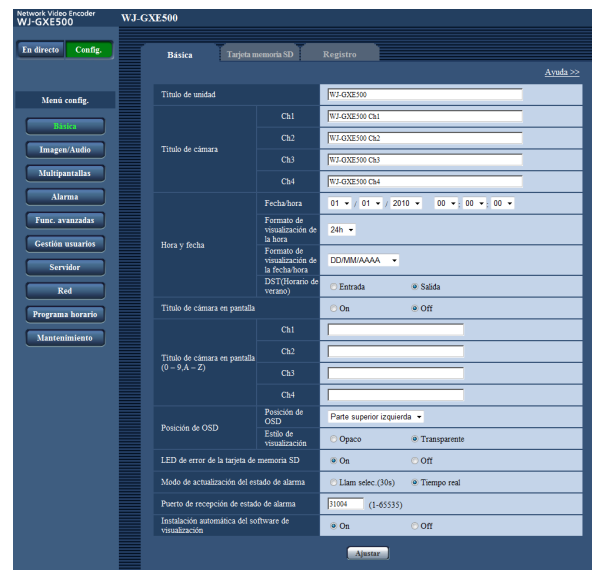 Network Video Encoder
WJ-GXE500
WJ-GXE500
En directo Config.
Básica Tarjeta memoria SD Registro
Ayuda >>
Menú config.
Básica
Imagen/Audio
Multipantallas
Alarma
Func. avanzadas
Gestión usuarios
Servidor
Red
Programa horario
Mantenimiento
Título de unidad WJ-GXE500
Título de cámara
Ch1 WJ-GXE500 Ch1
Ch2 WJ-GXE500 Ch2
Ch3 WJ-GXE500 Ch3
Ch4 WJ-GXE500 Ch4
Hora y fecha
Fecha/hora 01 / 01 / 2010 00 : 00 : 00
Formato de
visualización de
la hora
24h
Formato de
visualización de
la fecha/hora
DD/MM/AAAA
DST(Horario de
verano)
Entrada Salida
Título de cámara en pantalla On Off
Título de cámara en pantalla
(0 – 9,A – Z)
Ch1
Ch2
Ch3
Ch4
Posición de OSD
Posición de
OSD
Parte superior izquierda
Estilo de
visualización
Opaco Transparente
LED de error de la tarjeta de memoria SD On Off
Modo de actualización del estado de alarma Llam selec.(30s) Tiempo real
Puerto de recepción de estado de alarma 31004 (1-65535)
Instalación automática del software de
visualización
On Off
Ajustar